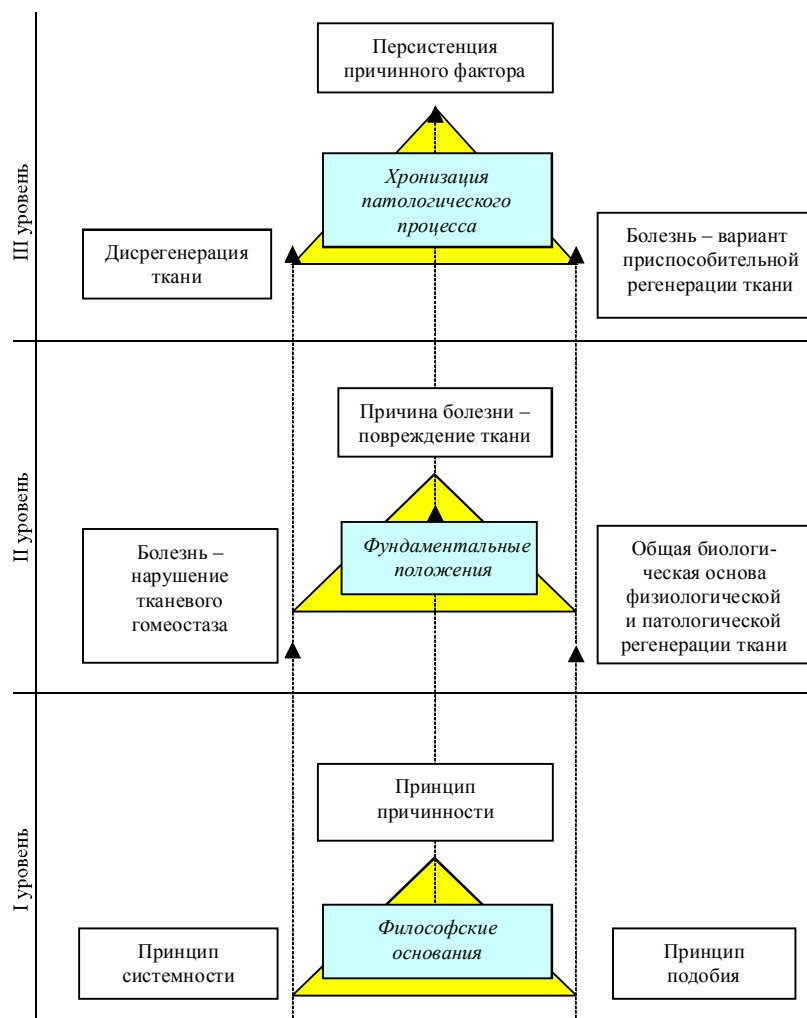 Персистенция
причинного фактора
III уровень
Хронизация
патологического
процесса
Дисрегенерация
ткани
Болезнь – вариант
приспособительной
регенерации ткани
Причина болезни –
повреждение ткани
II уровень
Болезнь –
нарушение
тканевого
гомеостаза
Фундаментальные
положения
Общая биологи-
ческая основа
физиологической
и патологической
регенерации ткани
Принцип
причинности
I уровень
Философские
основания
Принцип
системности
Принцип
подобия